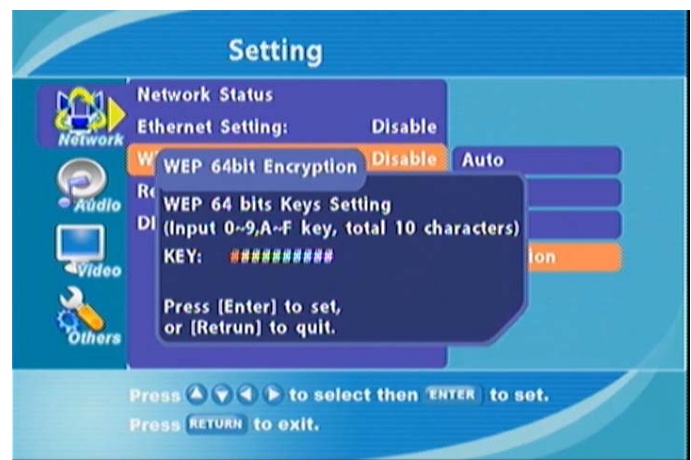 Setting
Network
Network Status
Ethernet Setting: Disable
Disable Auto
WEP 64bit Encryption
Audio
WEP 64 bits Keys Setting
(Input 0~9,A~F key, total 10 characters)
KEY: ##########
Video
Press [Enter] to set,
or [Retrun] to quit.
Others
Press to select then ENTER to set.
Press RETURN to exit.